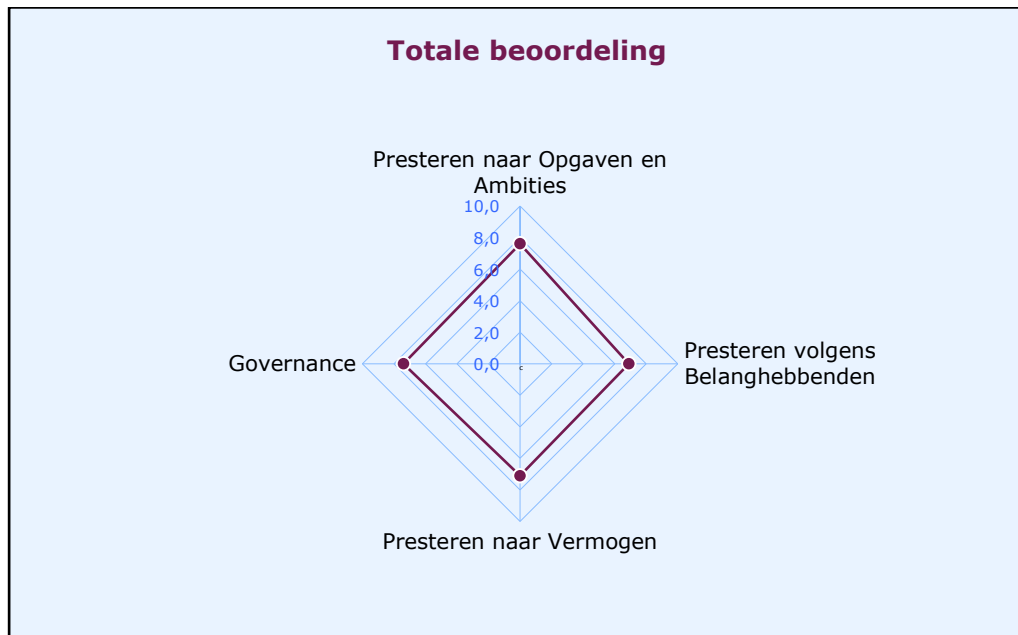 Totale beoordeling
Presteren naar Opgaven en
Ambities
10,0
8,0
6,0
4,0
2,0
0,0
Governance
Presteren volgens
Belanghebbenden
Presteren naar Vermogen